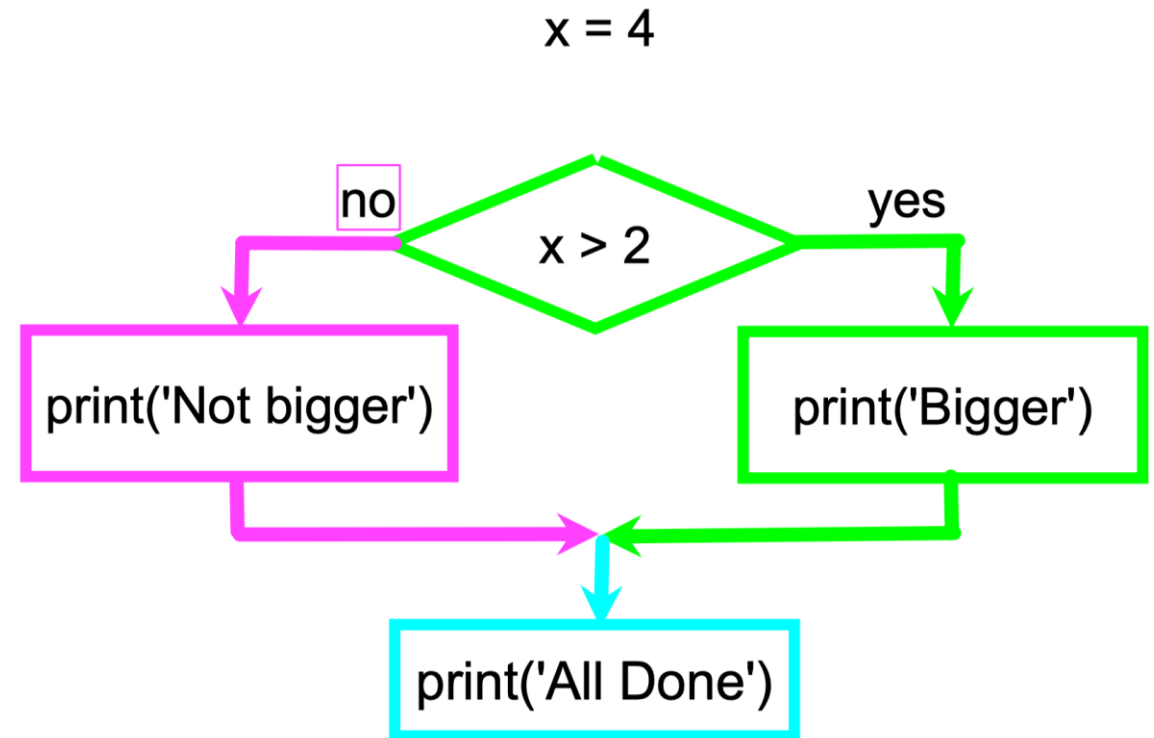 x = 4
no
yes
x > 2
print('Not bigger')
print('Bigger')
print('All Done')